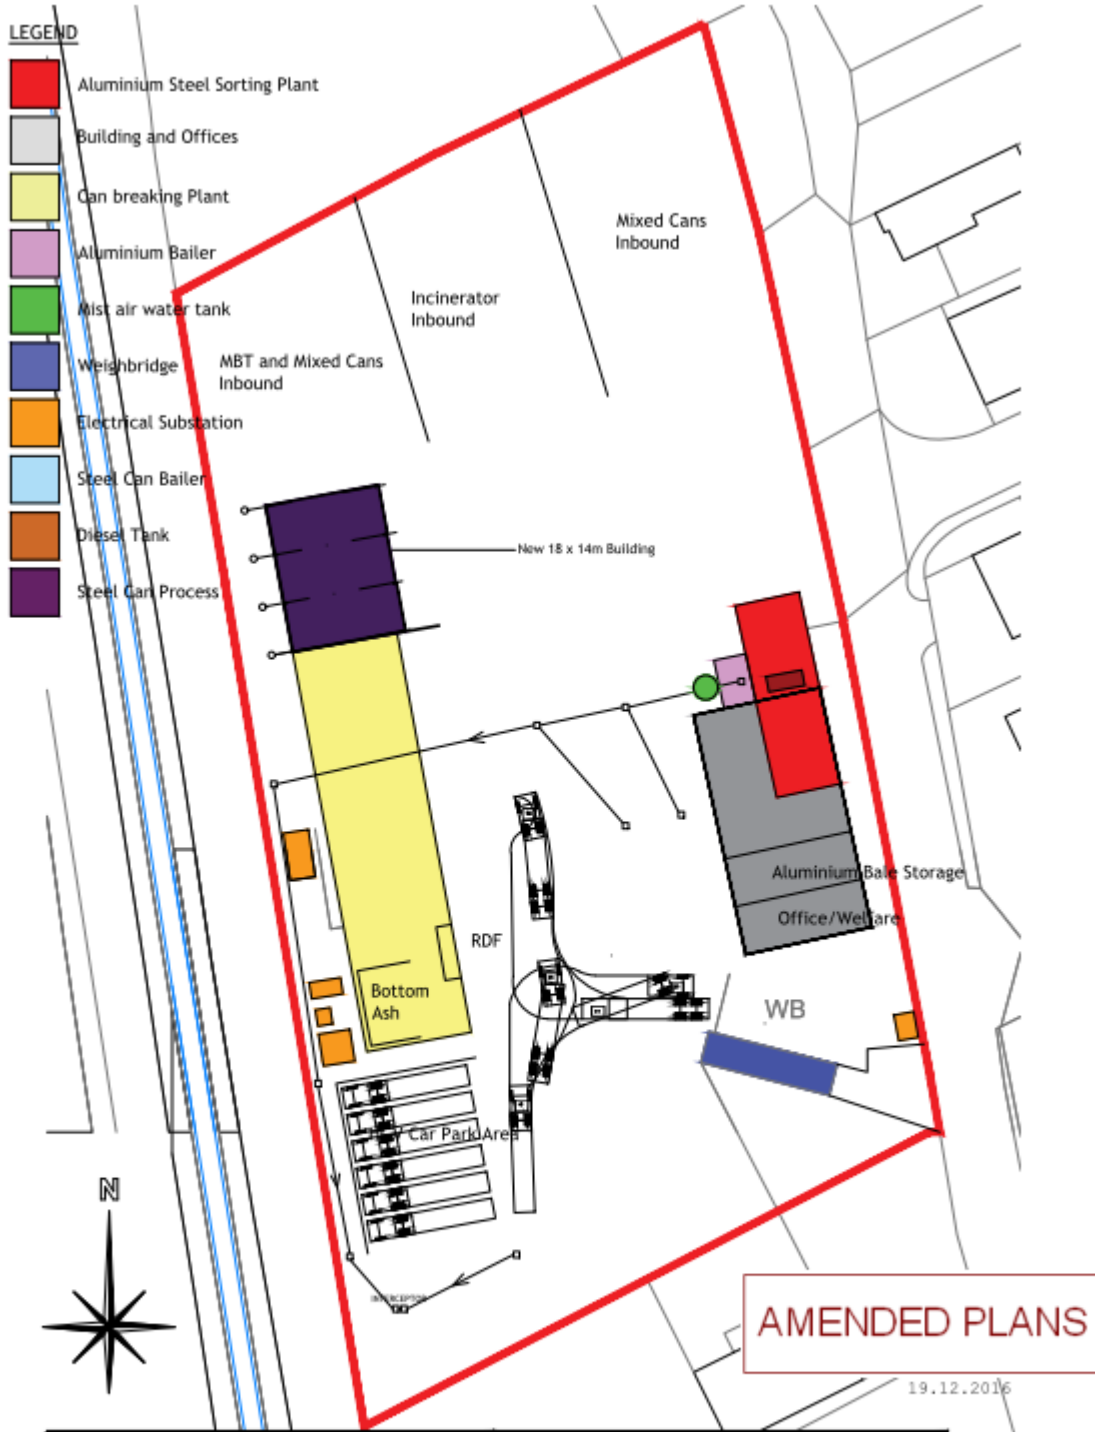 LEGEND
Aluminium Steel Sorting Plant
Building and Offices
Can breaking Plant
Aluminium Bailer
Mist air water tank
Weighbridge
Electrical Substation
Steel Can Bailer
Diesel Tank
Steel Can Process
Mixed Cans
Inbound
Incinerator
Inbound
MBT and Mixed Cans
Inbound
New 18 x 14m Building
Aluminium Bale Storage
Office/Welfare
RDF
Bottom
Ash
WB
Car Park Area
N
INTERCEPTOR
AMENDED PLANS
19.12.2016